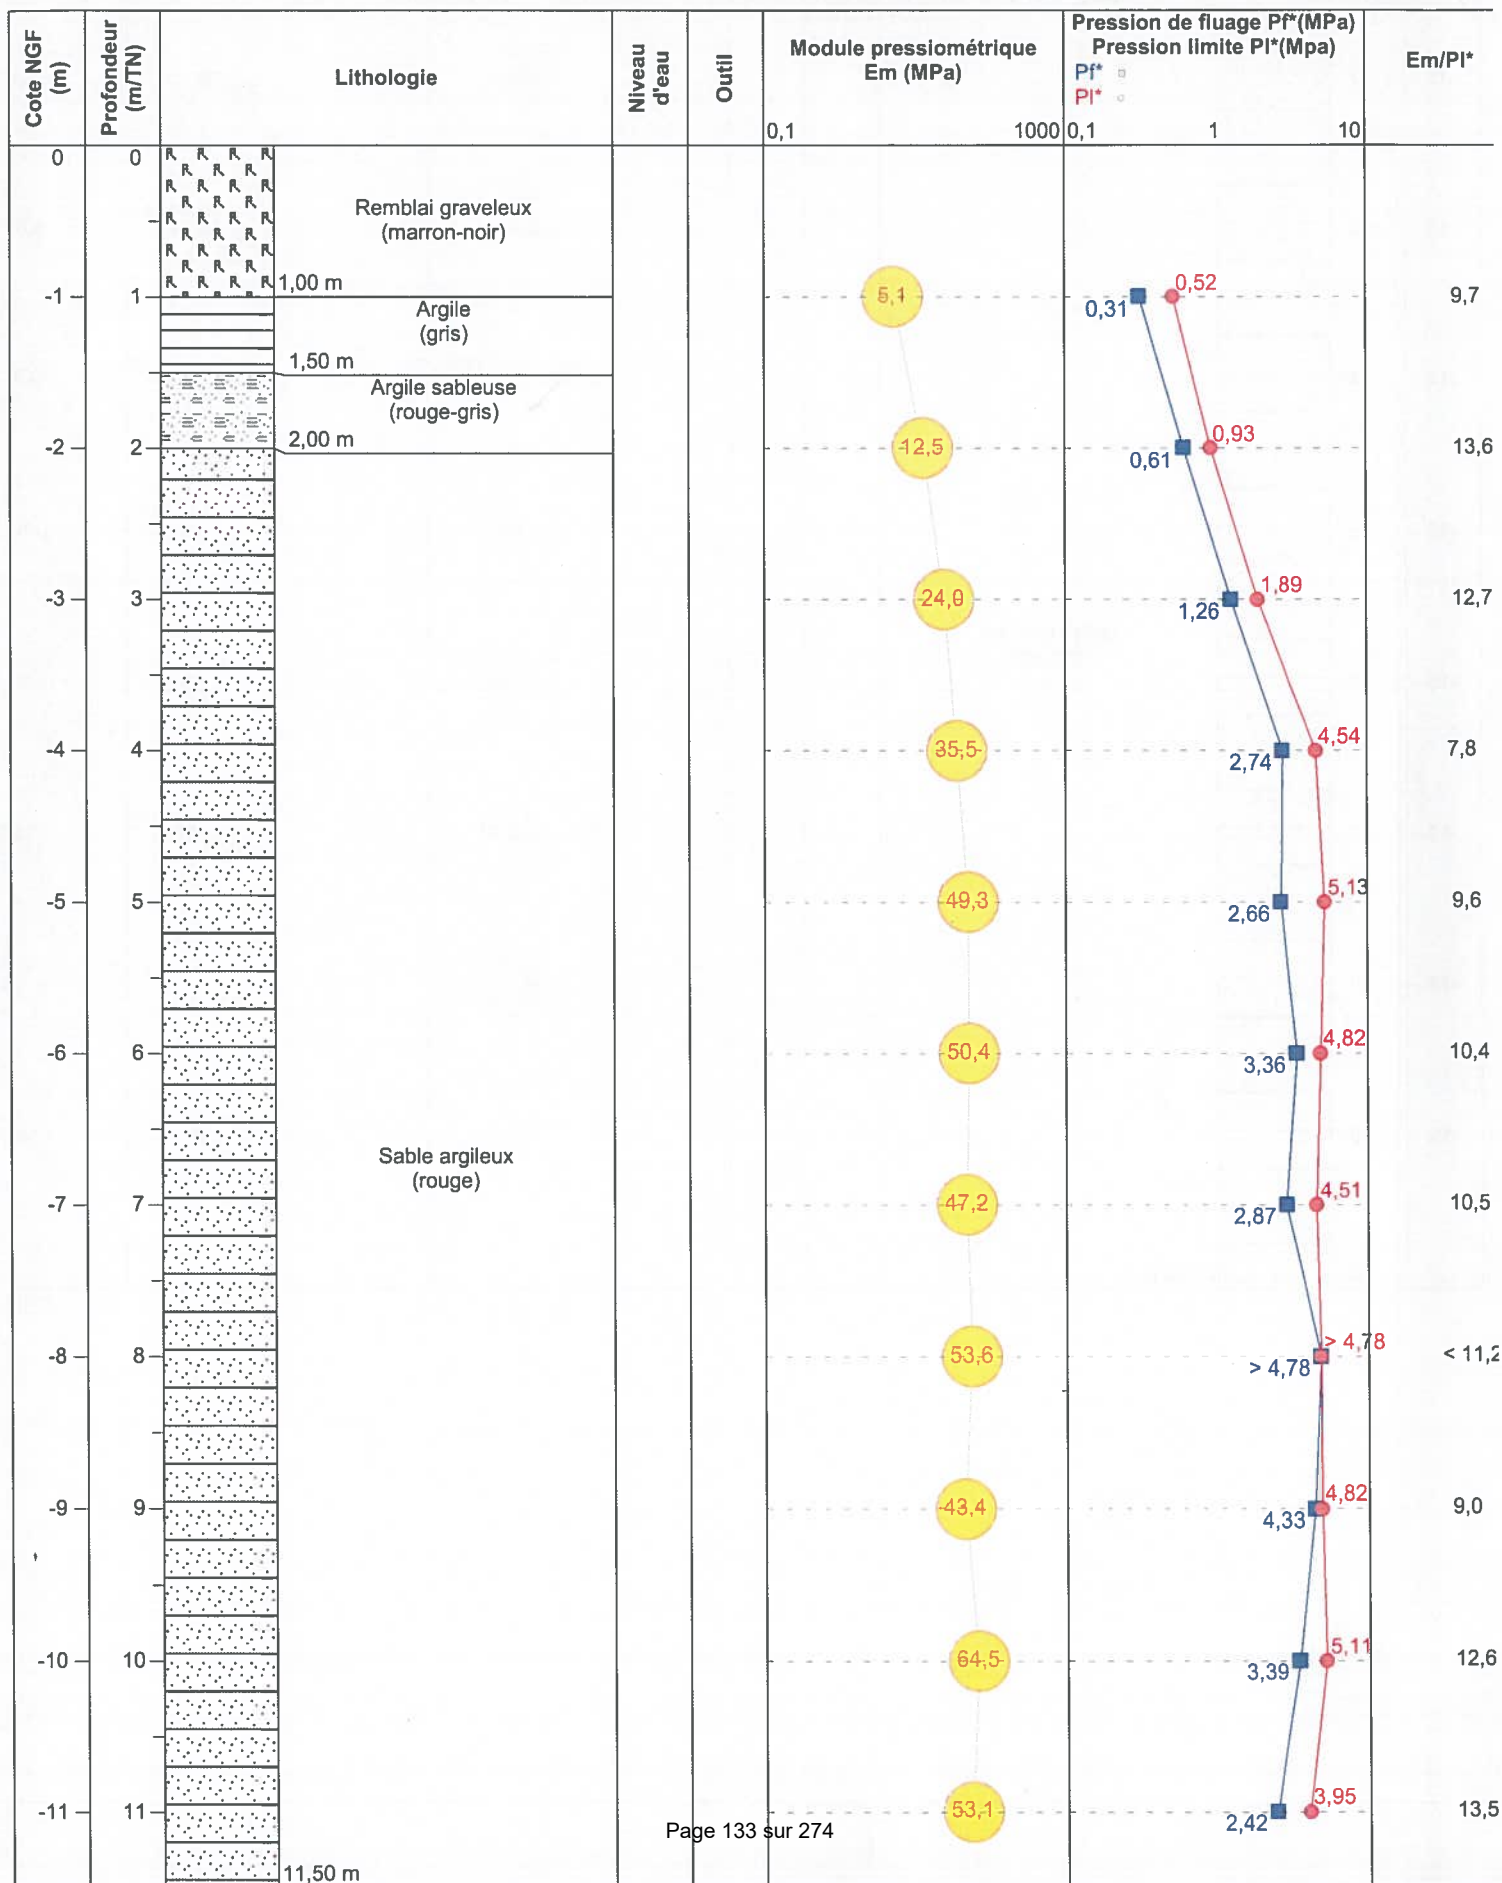 Cote NGF (m)
Profondeur (m/TN)
Lithologie
Niveau d'eau
Outil
Module pressiométrique
Em (MPa)
0,1 1000
Pression de fluage Pf*(MPa)
Pression limite Pl*(Mpa)
Pf*
Pl*
0,1 1 10
Em/Pl*
0 0
R R R R
R R R
R R R R
R R R
R R R R
R R R
R R R R
R R R
R R R R
Remblai graveleux
(marron-noir)
1,00 m
-1 1 5,1 0,31 0,52 9,7
Argile
(gris)
1,50 m
Argile sableuse
(rouge-gris)
2,00 m
-2 2 12,5 0,61 0,93 13,6
-3 3 24,0 1,26 1,89 12,7
-4 4 35,5 2,74 4,54 7,8
-5 5 49,3 2,66 5,13 9,6
-6 6 50,4 3,36 4,82 10,4
Sable argileux
(rouge)
-7 7 47,2 2,87 4,51 10,5
-8 8 53,6 > 4,78 > 4,78 < 11,2
-9 9 43,4 4,33 4,82 9,0
-10 10 64,5 3,39 5,11 12,6
-11 11 53,1 2,42 3,95 13,5
Page 133 sur 274
11,50 m